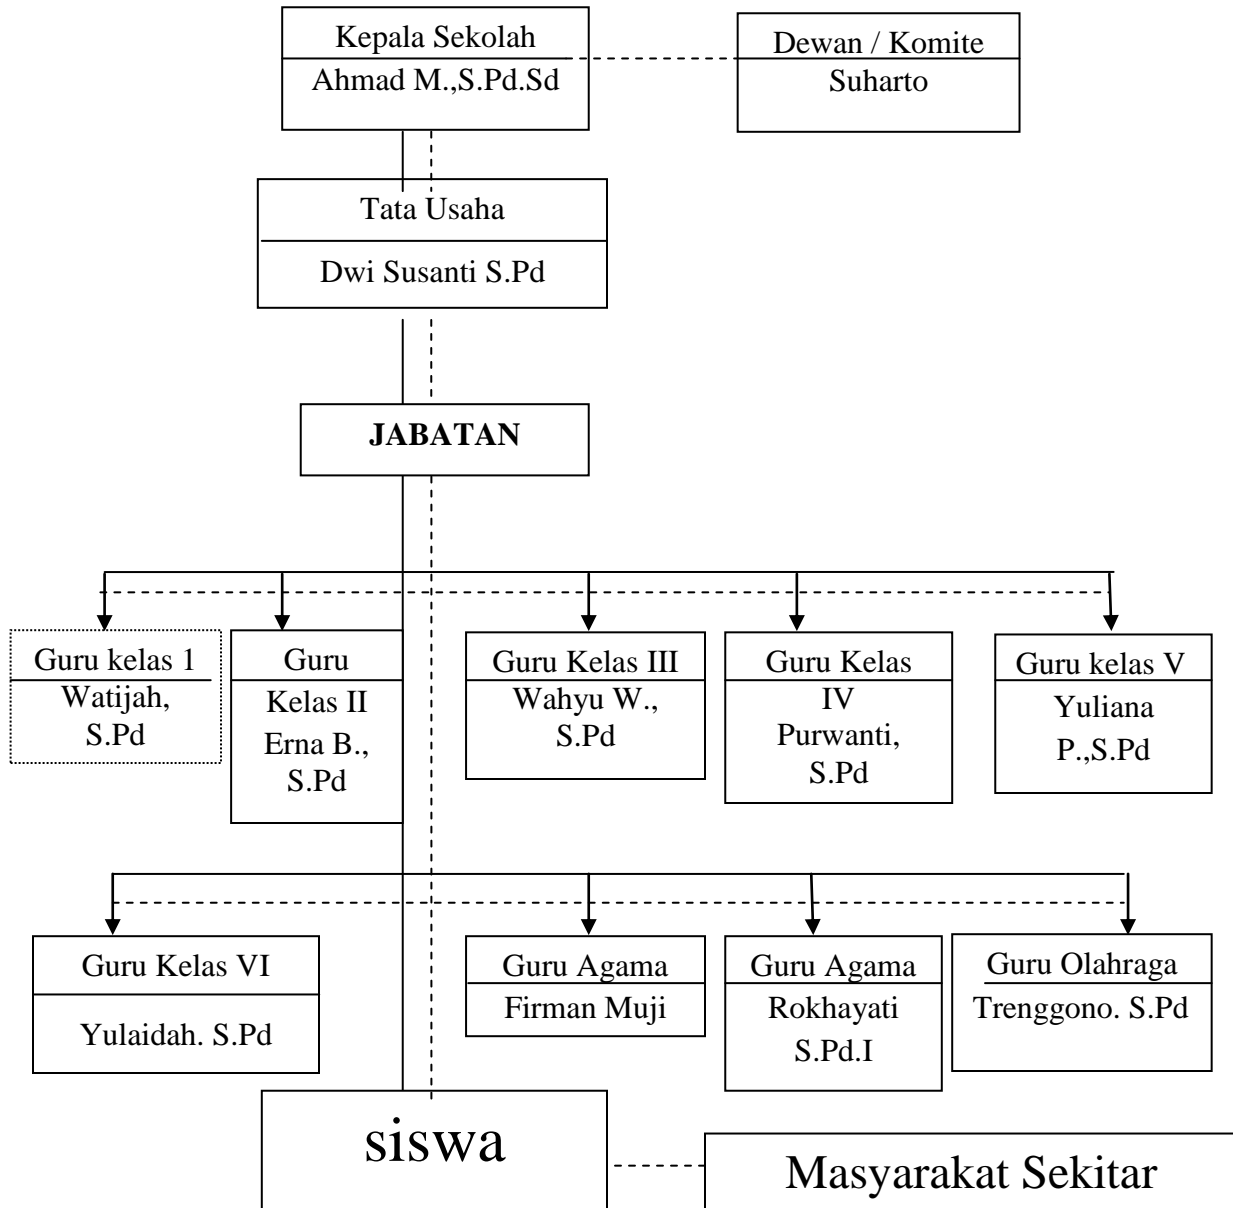 Kepala Sekolah
Ahmad M.,S.Pd.Sd
Dewan / Komite
Suharto
Tata Usaha
Dwi Susanti S.Pd
JABATAN
Guru kelas 1
Watijah,
S.Pd
Guru
Kelas II
Erna B.,
S.Pd
Guru Kelas III
Wahyu W.,
S.Pd
Guru Kelas
IV
Purwanti,
S.Pd
Guru kelas V
Yuliana
P.,S.Pd
Guru Kelas VI
Yulaidah. S.Pd
Guru Agama
Firman Muji
Guru Agama
Rokhayati
S.Pd.I
Guru Olahraga
Trenggono. S.Pd
siswa
Masyarakat Sekitar